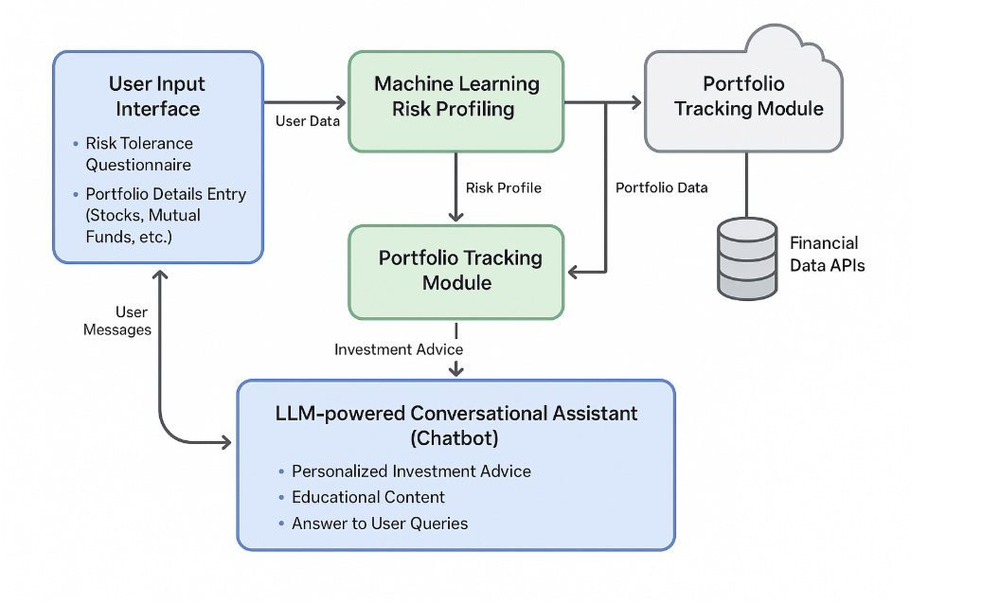 User Input
Interface
• Risk Tolerance
Questionnaire
• Portfolio Details Entry
(Stocks, Mutual
Funds, etc.)
User Data
Machine Learning
Risk Profiling
Portfolio
Tracking Module
Risk Profile
Portfolio Data
Portfolio Tracking
Module
Financial
Data APIs
User
Messages
Investment Advice
LLM-powered Conversational Assistant
(Chatbot)
• Personalized Investment Advice
• Educational Content
• Answer to User Queries